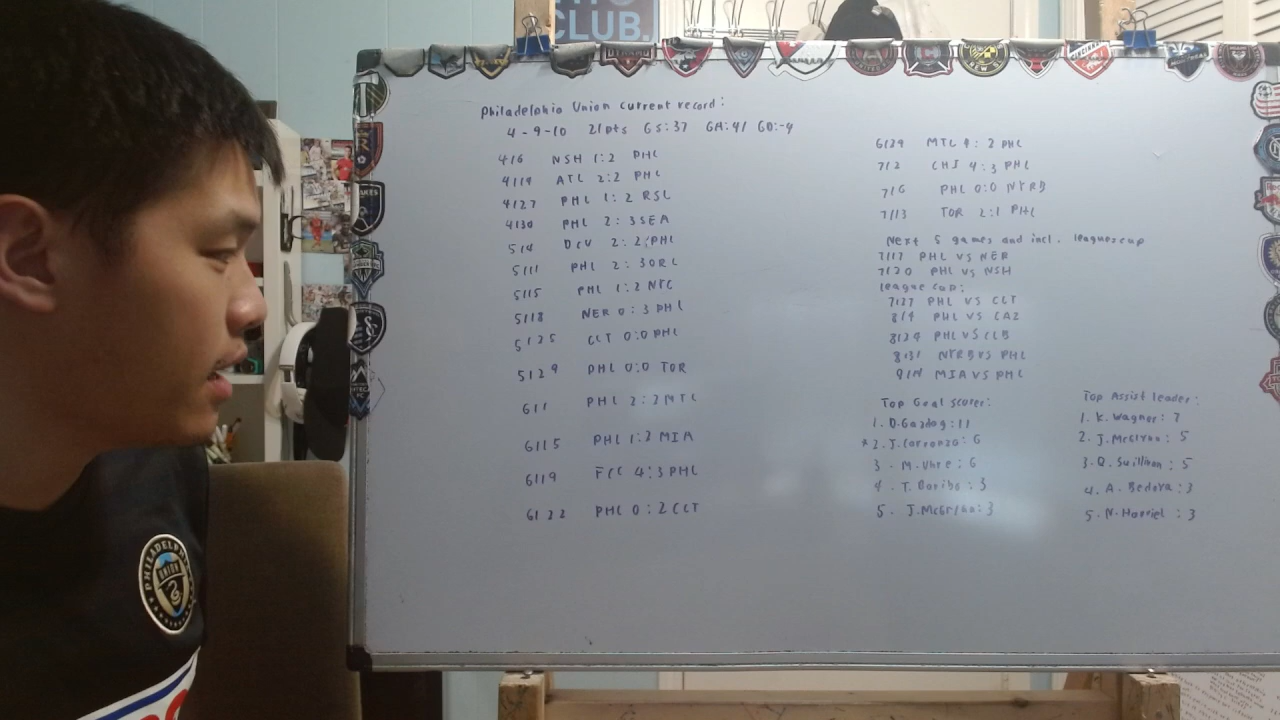 CLUB.
Philadelphia Union current record:
4-9-10 21pts GS:37 GA:41 GD:-4
4/6 NSH 1:2 PHL
4/14 ATL 2:2 PHL
4/27 PHL 1:2 RSL
4/30 PHL 2:3 SEA
5/4 DCU 2:2 PHL
5/11 PHL 2:3 ORL
5/15 PHL 1:2 NYC
5/18 NER 0:3 PHL
5/25 CLT 0:0 PHL
5/29 PHL 0:0 TOR
6/1 PHL 2:2 MTL
6/15 PHL 1:2 MIA
6/19 FCC 4:3 PHL
6/22 PHL 0:2 CLT
6/29 MTL 4:2 PHL
7/2 CHI 4:3 PHL
7/6 PHL 0:0 NYRB
7/13 TOR 2:1 PHL
Next 5 games and incl. leaguescup
7/17 PHL VS NER
7/20 PHL VS NSH
league cup:
7/27 PHL VS CLT
8/4 PHL VS CAZ
8/24 PHL VS CLB
8/31 NYRB VS PHL
9/14 MIA VS PHL
Top Goal scorer:
1. D.Gazdag:11
*2. J.Carranza:6
3. M.Uhre:6
4. T. Baribo:3
5. J.McGlynn:3
Top Assist leader:
1. K.Wagner:7
2. J.McGlynn:5
3. Q.Sullivan:5
4. A. Bedoya:3
5. N.Harriel:3
PHILADELPHIA
UNION